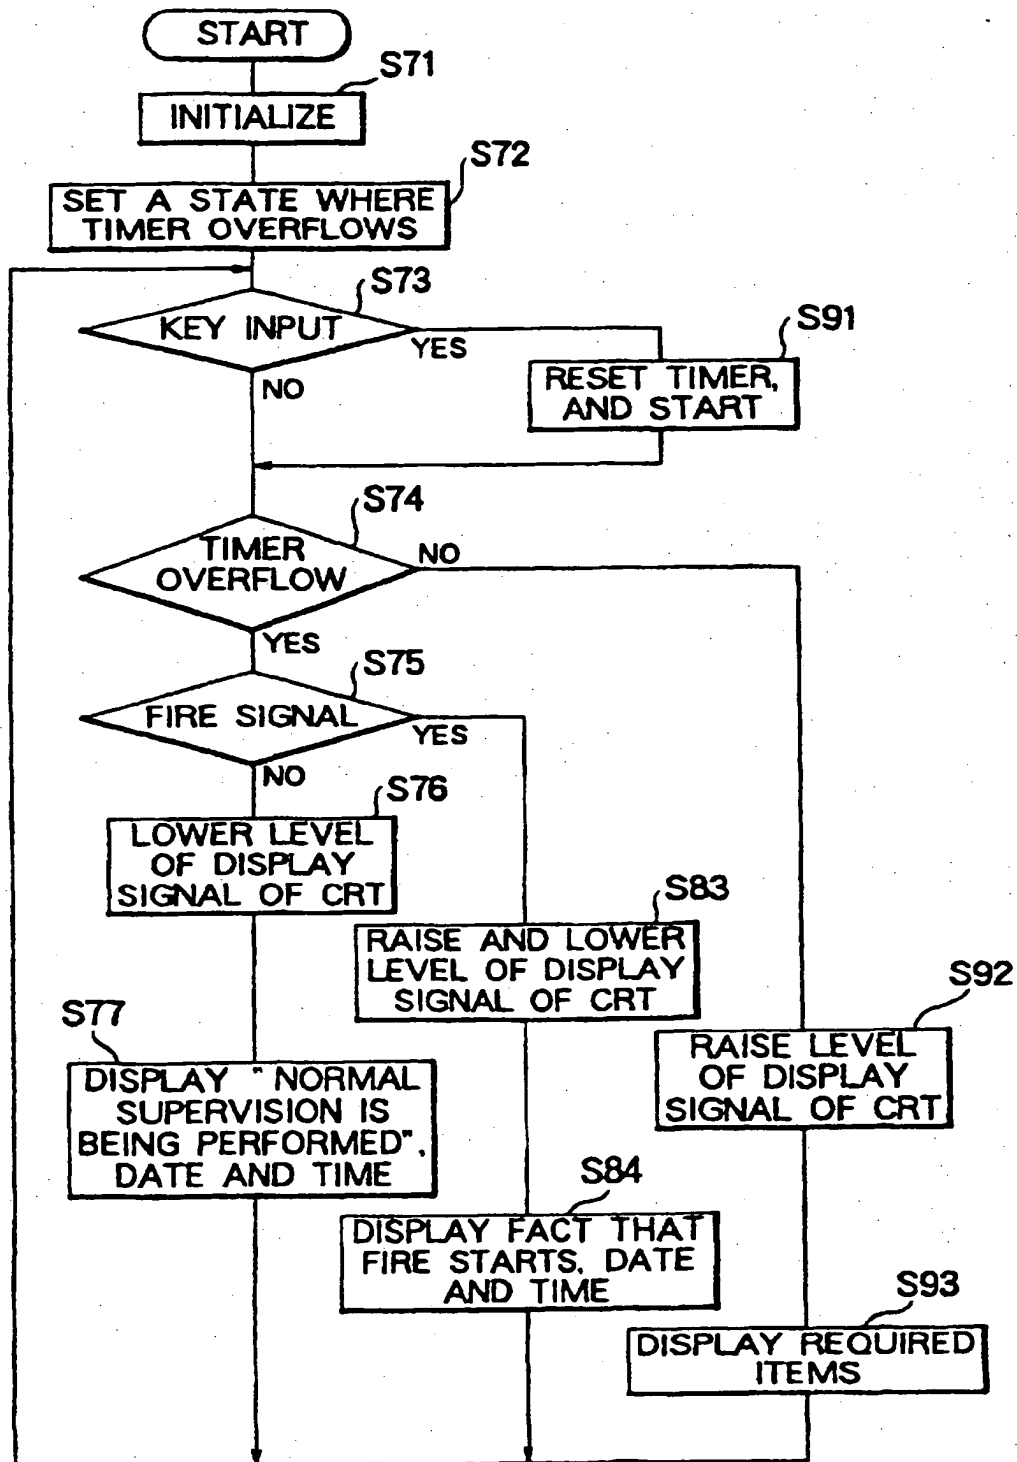 START
S71
INITIALIZE
S72
SET A STATE WHERE
TIMER OVERFLOWS
S73
KEY INPUT
YES
NO
S91
RESET TIMER,
AND START
S74
TIMER
OVERFLOW
NO
YES
S75
FIRE SIGNAL
YES
NO
S76
LOWER LEVEL
OF DISPLAY
SIGNAL OF CRT
S83
RAISE AND LOWER
LEVEL OF DISPLAY
SIGNAL OF CRT
S92
RAISE LEVEL
OF DISPLAY
SIGNAL OF CRT
S77
DISPLAY "NORMAL
SUPERVISION IS
BEING PERFORMED",
DATE AND TIME
S84
DISPLAY FACT THAT
FIRE STARTS, DATE
AND TIME
S93
DISPLAY REQUIRED
ITEMS